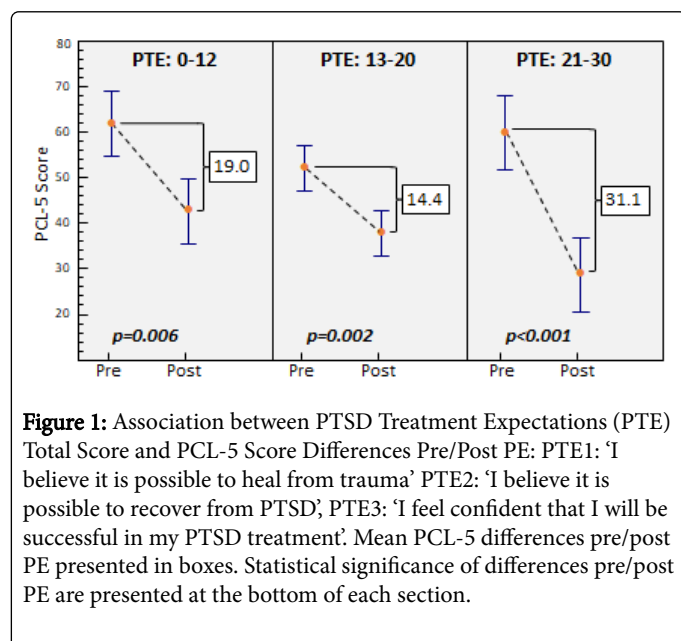 PTE: 0-12 PTE: 13-20 PTE: 21-30
80
70
60
50
40
30
20
PCL-5 Score
19.0
14.4
31.1
p=0.006 p=0.002 p<0.001
Pre Post Pre Post Pre Post
Figure 1: Association between PTSD Treatment Expectations (PTE)
Total Score and PCL-5 Score Differences Pre/Post PE: PTE1: ‘I
believe it is possible to heal from trauma’ PTE2: ‘I believe it is
possible to recover from PTSD’, PTE3: ‘I feel confident that I will be
successful in my PTSD treatment’. Mean PCL-5 differences pre/post
PE presented in boxes. Statistical significance of differences pre/post
PE are presented at the bottom of each section.